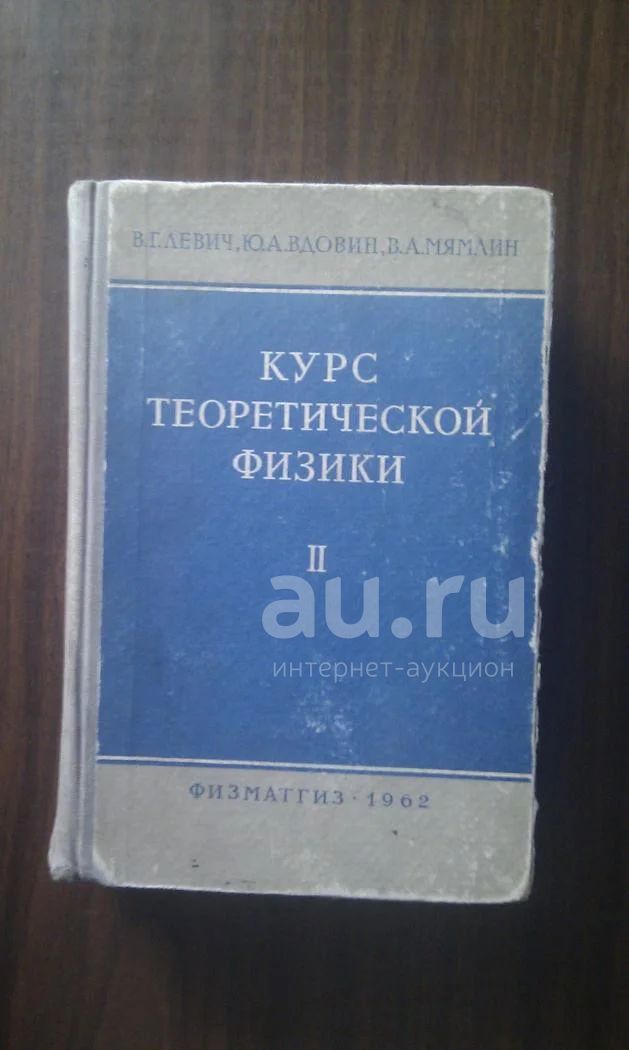 В.Г.ЛЕВИЧ, Ю.А.ВДОВИН, В.А.МЯМЛИН
КУРС
ТЕОРЕТИЧЕСКОЙ
ФИЗИКИ
II
au.ru
интернет-аукцион
ФИЗМАТГИЗ · 1962